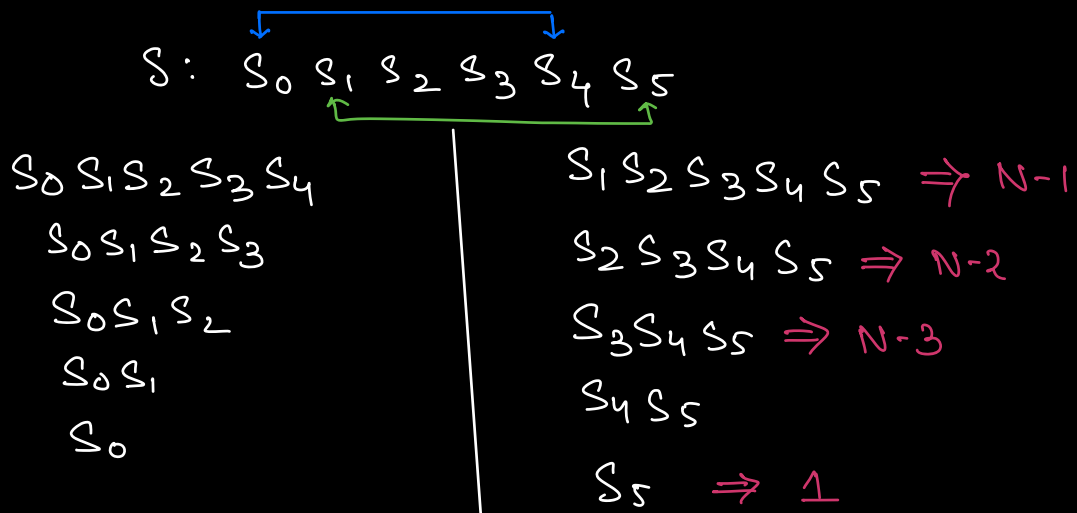 S: S0 S1 S2 S3 S4 S5
S0 S1 S2 S3 S4
S0 S1 S2 S3
S0 S1 S2
S0 S1
S0
S1 S2 S3 S4 S5 ⇒ N-1
S2 S3 S4 S5 ⇒ N-2
S3 S4 S5 ⇒ N-3
S4 S5
S5 ⇒ 1